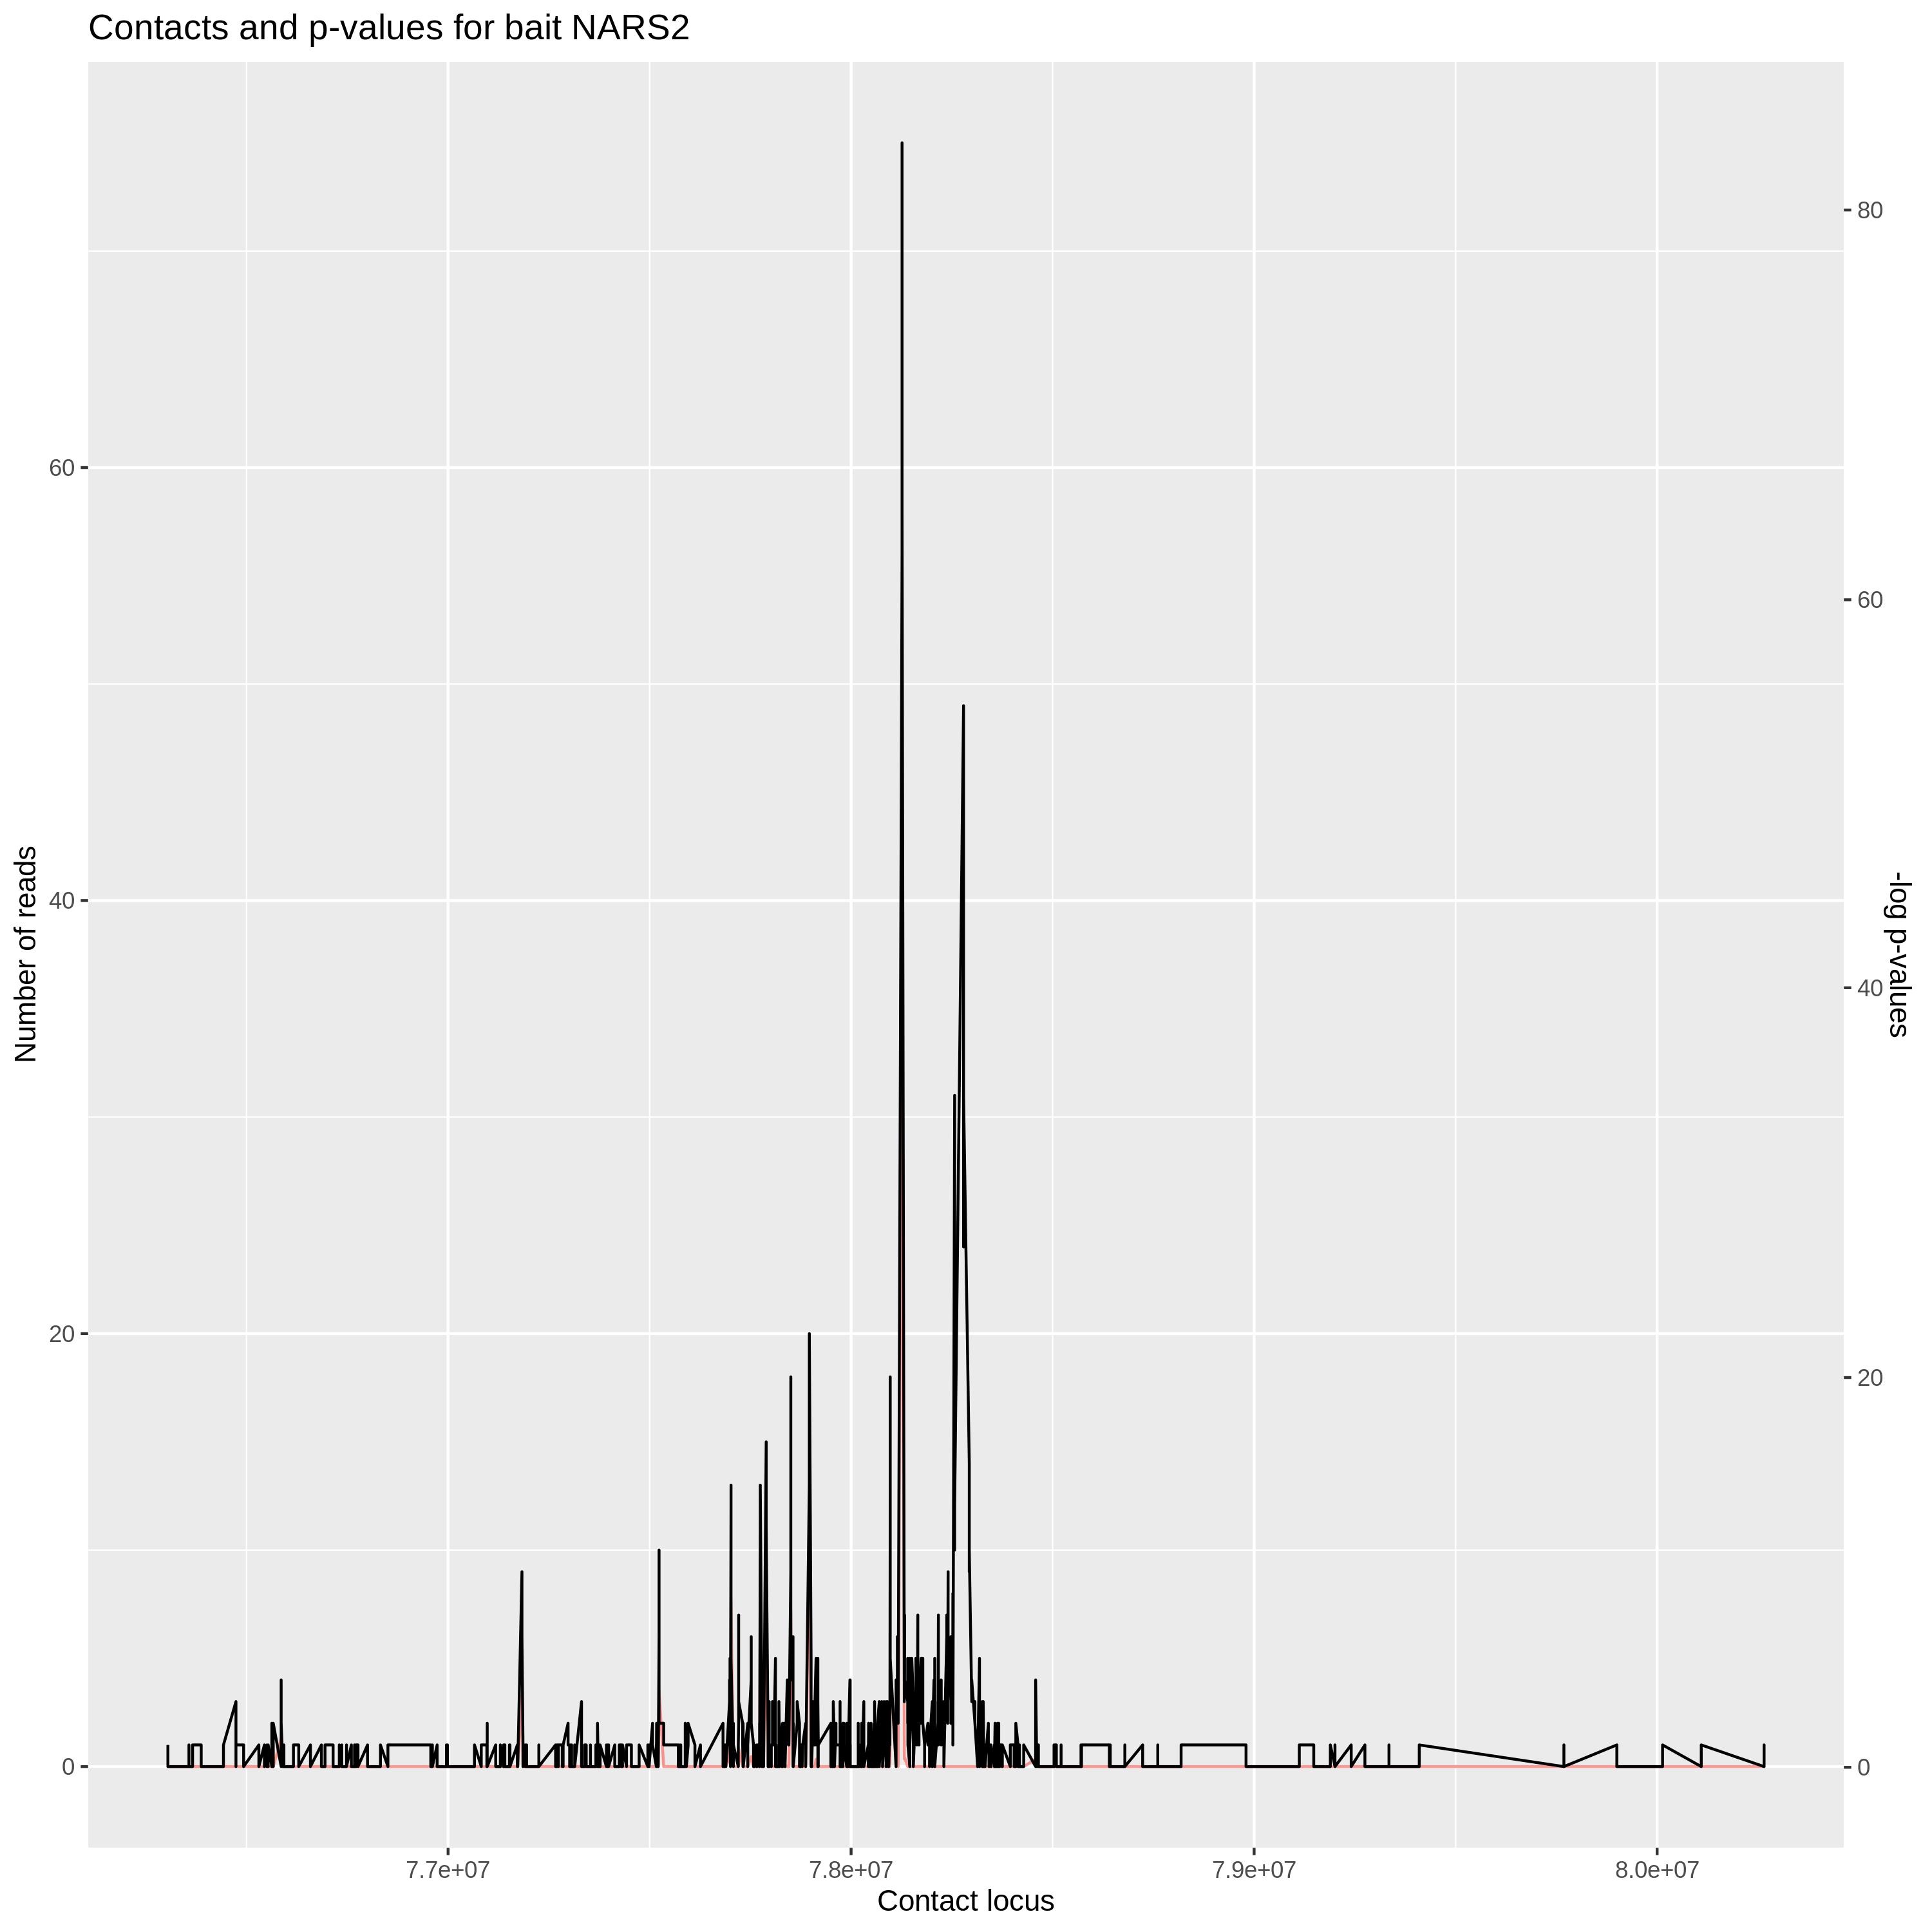 Contacts and p-values for bait NARS2
80
60
60
Number of reads
-log p-values
40
40
20
20
0
0
7.7e+07 7.8e+07 7.9e+07 8.0e+07
Contact locus